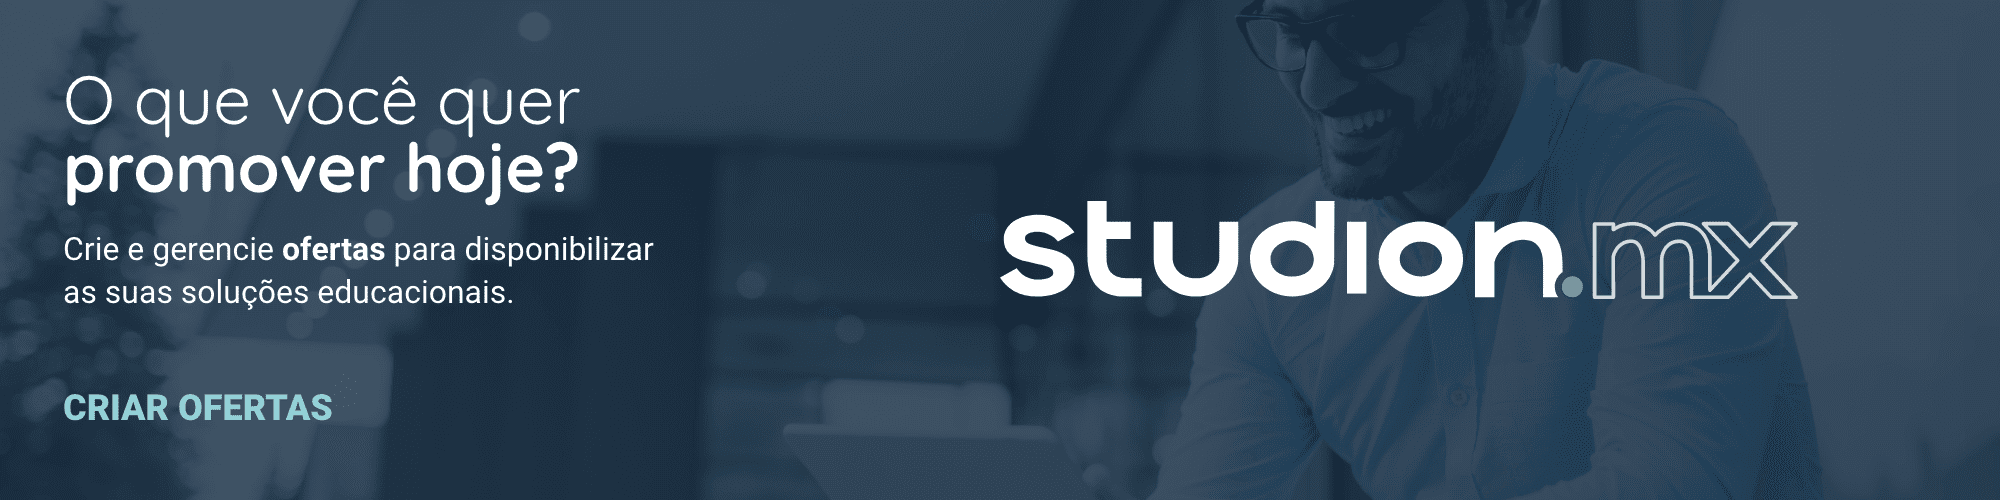 O que você quer
promover hoje?
Crie e gerencie ofertas para disponibilizar
as suas soluções educacionais.
CRIAR OFERTAS
studion.mx